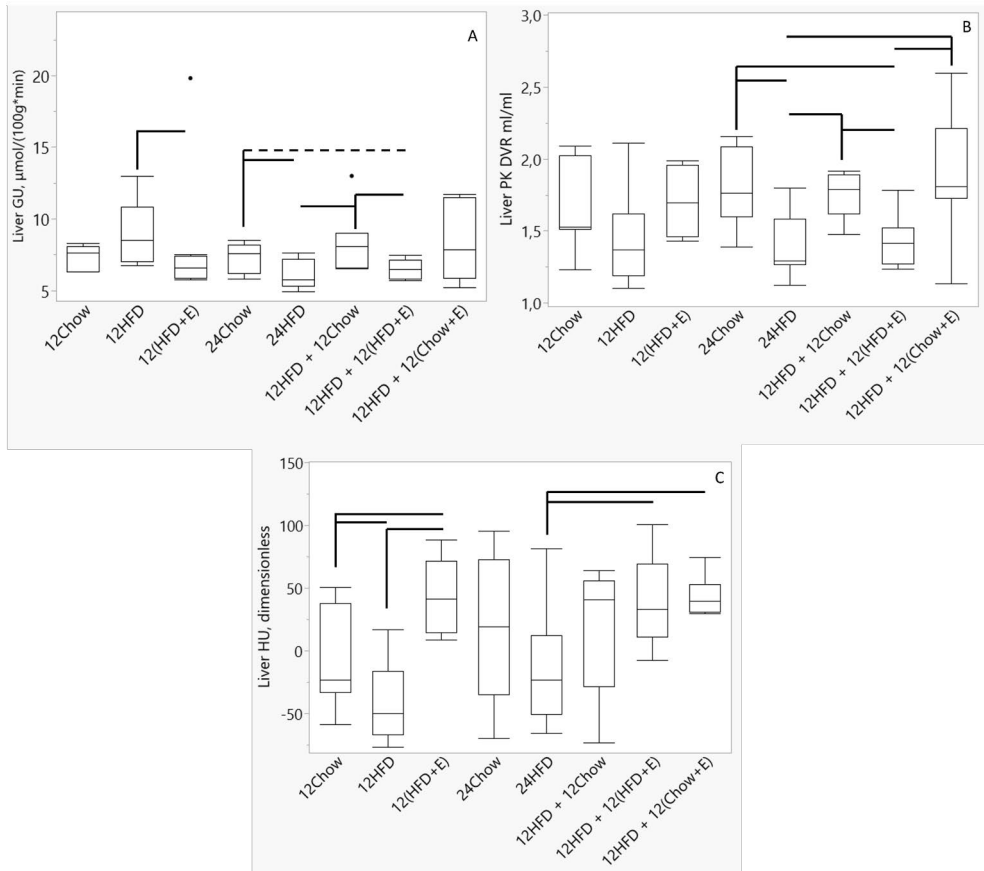 A
Liver GU, µmol/(100g*min)
20
15
10
5
12Chow
12HFD
12(HFD+E)
24Chow
24HFD
12HFD + 12Chow
12HFD + 12(HFD+E)
12HFD + 12(Chow+E)
B
Liver PK DVR ml/ml
3,0
2,5
2,0
1,5
1,0
12Chow
12HFD
12(HFD+E)
24Chow
24HFD
12HFD + 12Chow
12HFD + 12(HFD+E)
12HFD + 12(Chow+E)
C
Liver HU, dimensionless
150
100
50
0
-50
12Chow
12HFD
12(HFD+E)
24Chow
24HFD
12HFD + 12Chow
12HFD + 12(HFD+E)
12HFD + 12(Chow+E)